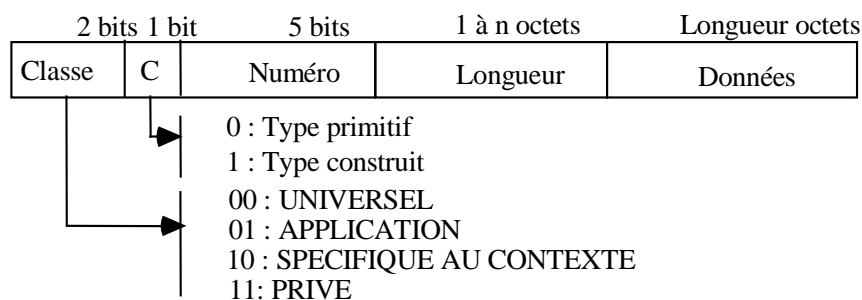 2 bits 1 bit 5 bits 1 à n octets Longueur octets
Classe C Numéro Longueur Données
0 : Type primitif
1 : Type construit
00 : UNIVERSEL
01 : APPLICATION
10 : SPECIFIQUE AU CONTEXTE
11: PRIVE